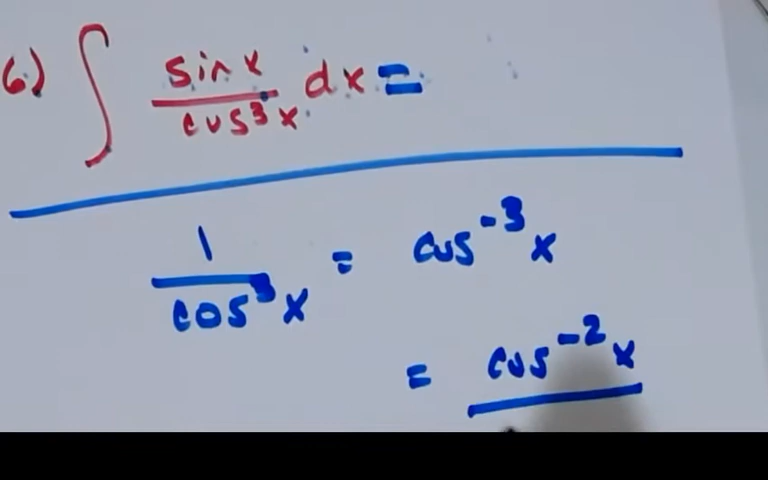 6) ∫ sin x / cos³x dx =
1 / cos³x = cos⁻³x
= cos⁻²x